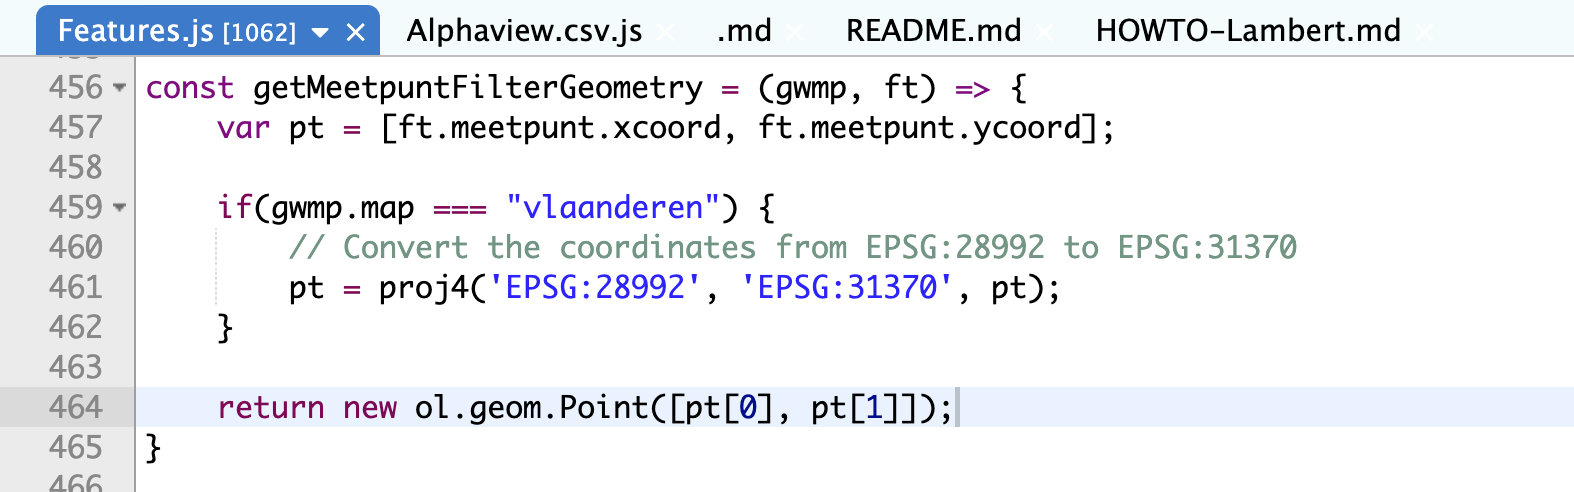 Features.js [1062] Alphaview.csv.js .md README.md HOWTO-Lambert.md
456 const getMeetpuntFilterGeometry = (gwmp, ft) => {
457 var pt = [ft.meetpunt.xcoord, ft.meetpunt.ycoord];
458
459 if(gwmp.map === "vlaanderen") {
460 // Convert the coordinates from EPSG:28992 to EPSG:31370
461 pt = proj4('EPSG:28992', 'EPSG:31370', pt);
462 }
463
464 return new ol.geom.Point([pt[0], pt[1]]);
465 }
466